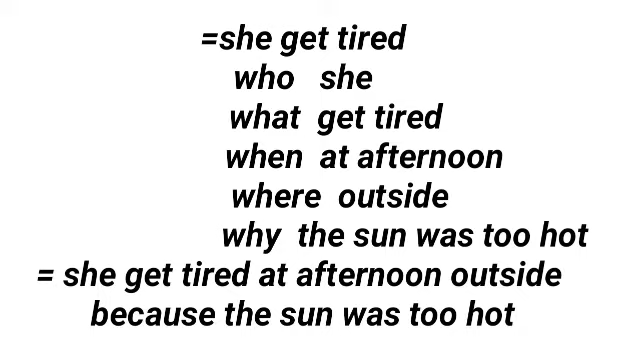 =she get tired
who she
what get tired
when at afternoon
where outside
why the sun was too hot
= she get tired at afternoon outside
because the sun was too hot